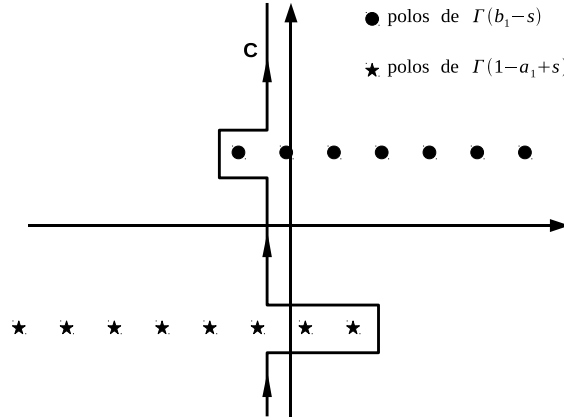 polos de Γ(b₁−s)
C
polos de Γ(1−a₁+s)